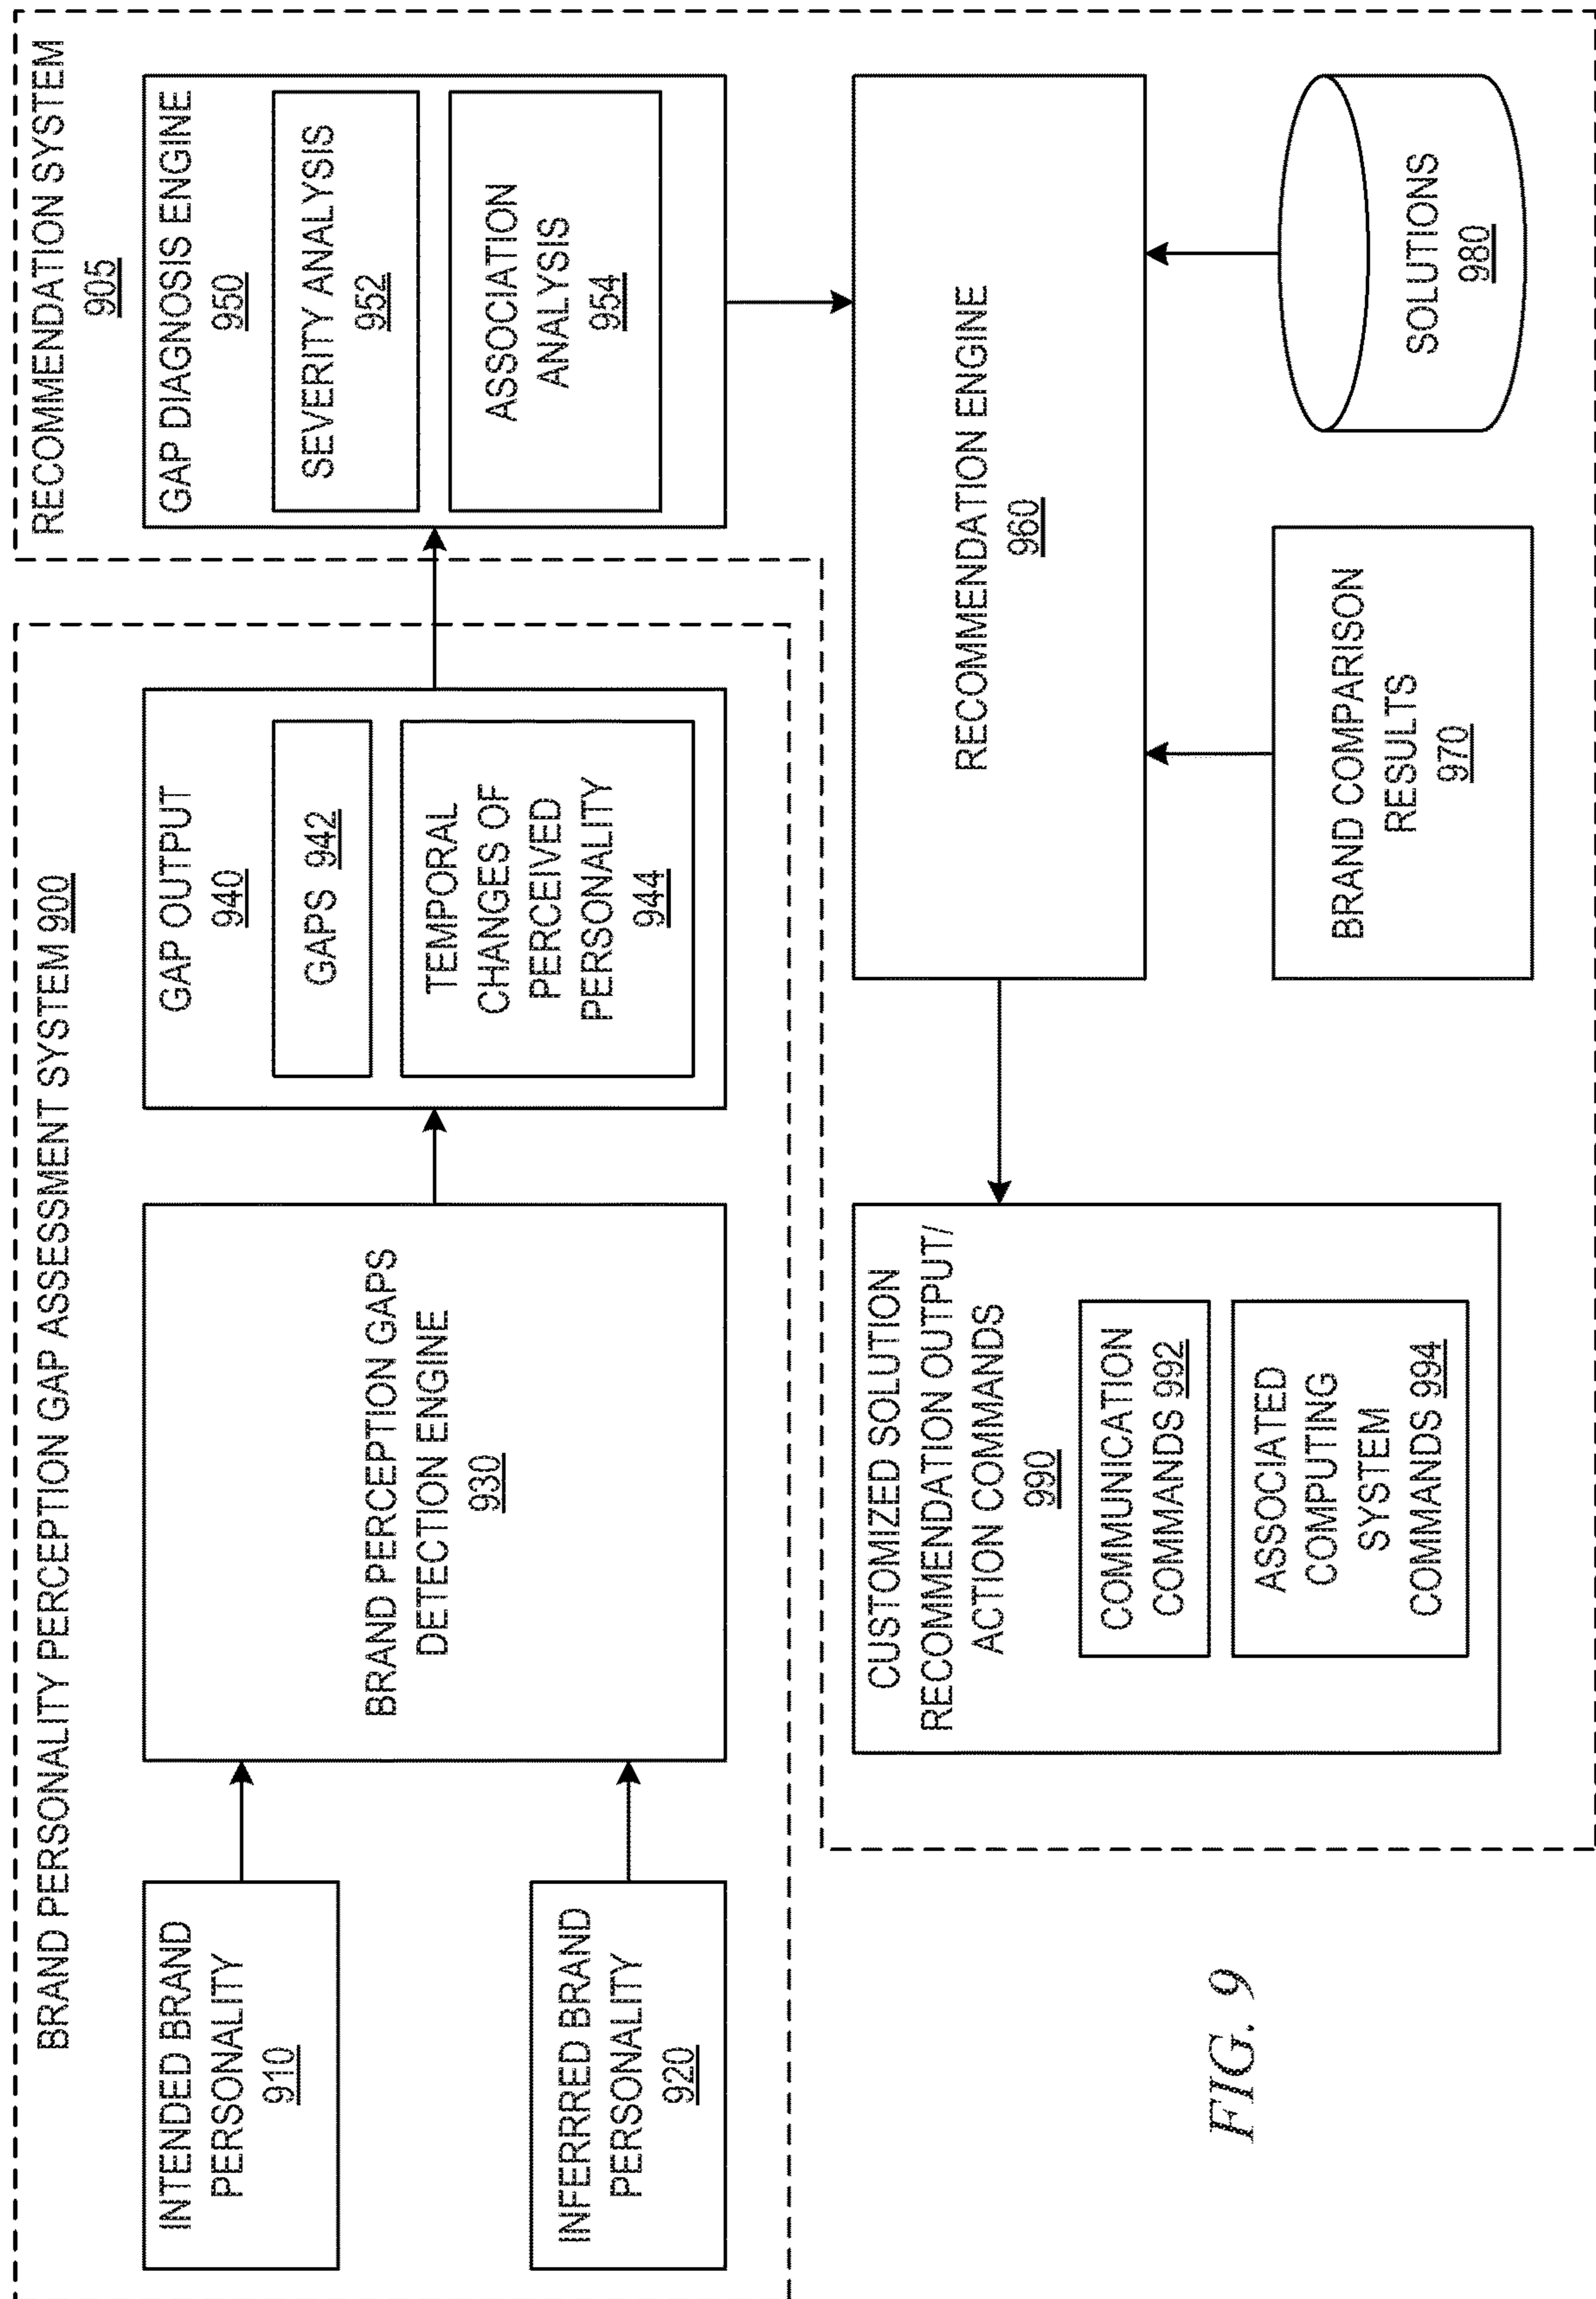 BRAND PERSONALITY PERCEPTION GAP ASSESSMENT SYSTEM 900
INTENDED BRAND
PERSONALITY
910
INFERRRED BRAND
PERSONALITY
920
BRAND PERCEPTION GAPS
DETECTION ENGINE
930
GAP OUTPUT
940
GAPS 942
TEMPORAL
CHANGES OF
PERCEIVED
PERSONALITY
944
RECOMMENDATION SYSTEM
905
GAP DIAGNOSIS ENGINE
950
SEVERITY ANALYSIS
952
ASSOCIATION
ANALYSIS
954
CUSTOMIZED SOLUTION
RECOMMENDATION OUTPUT/
ACTION COMMANDS
990
COMMUNICATION
COMMANDS 992
ASSOCIATED
COMPUTING
SYSTEM
COMMANDS 994
RECOMMENDATION ENGINE
960
BRAND COMPARISON
RESULTS
970
SOLUTIONS
980
FIG. 9